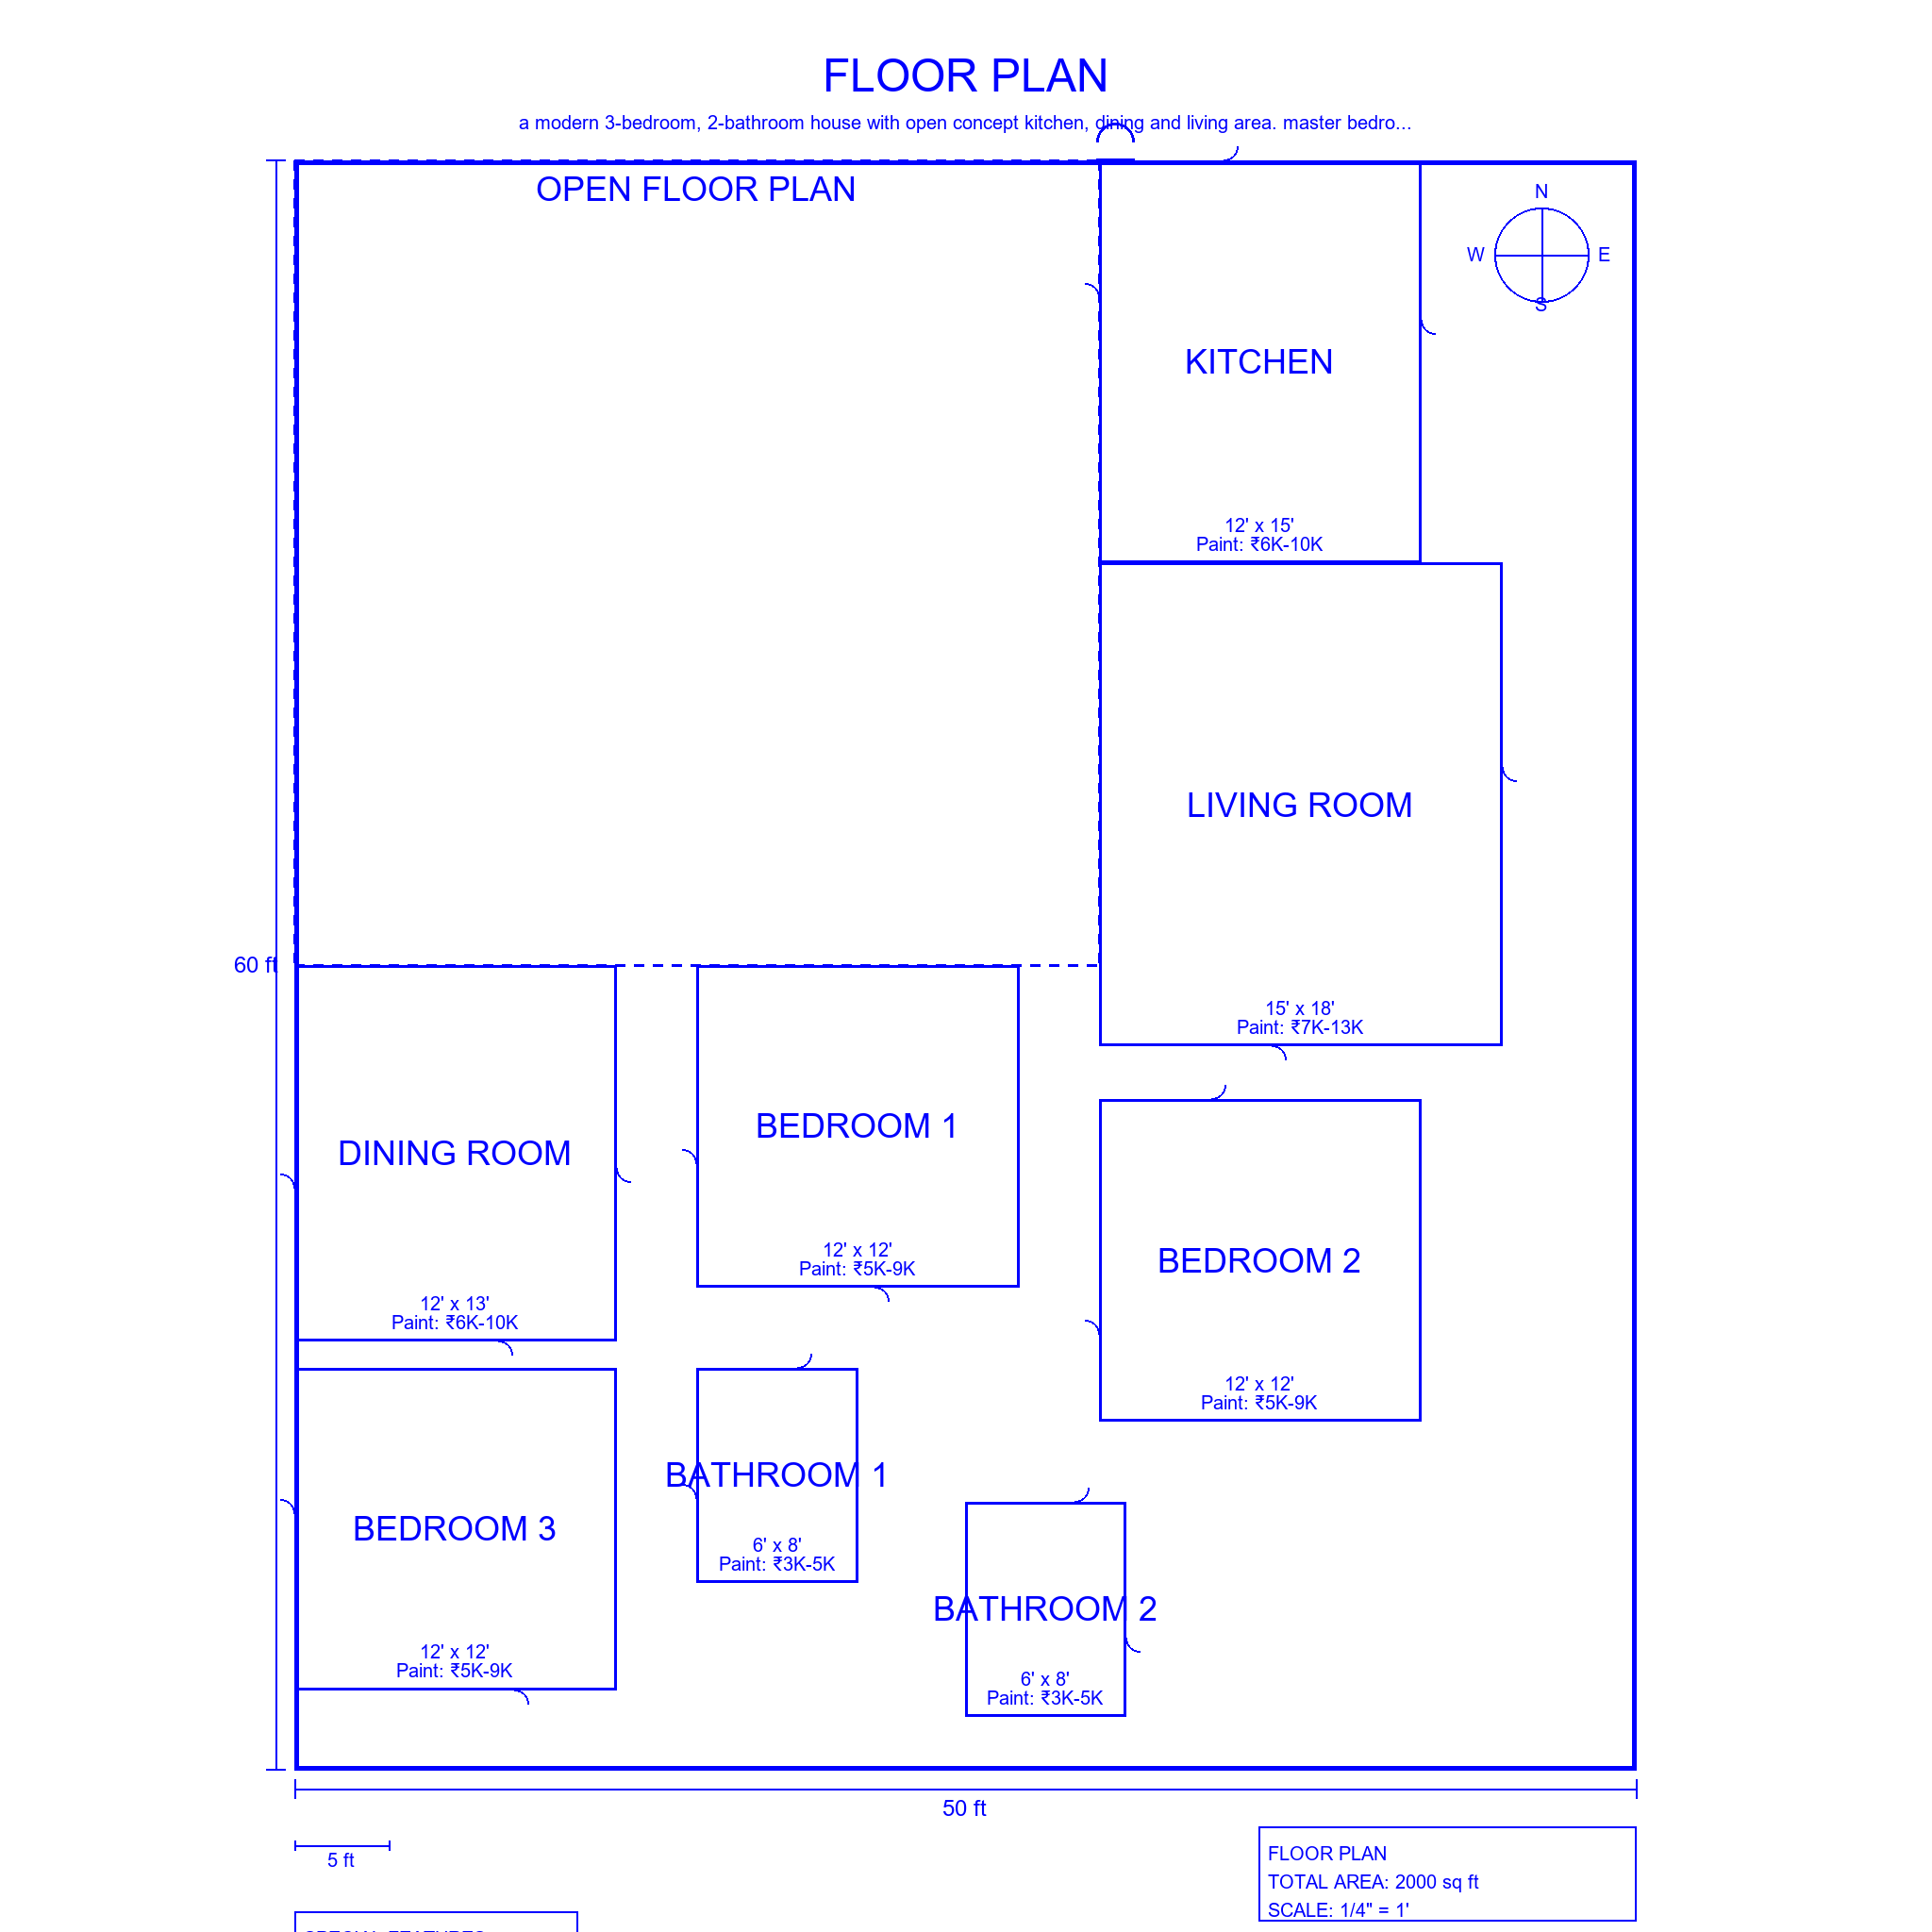 FLOOR PLAN
a modern 3-bedroom, 2-bathroom house with open concept kitchen, dining and living area. master bedro...
OPEN FLOOR PLAN
N
W E
S
KITCHEN
12' x 15'
Paint: ₹6K-10K
LIVING ROOM
15' x 18'
Paint: ₹7K-13K
60 ft
DINING ROOM
12' x 13'
Paint: ₹6K-10K
BEDROOM 1
12' x 12'
Paint: ₹5K-9K
BEDROOM 2
12' x 12'
Paint: ₹5K-9K
BEDROOM 3
12' x 12'
Paint: ₹5K-9K
BATHROOM 1
6' x 8'
Paint: ₹3K-5K
BATHROOM 2
6' x 8'
Paint: ₹3K-5K
50 ft
5 ft
FLOOR PLAN
TOTAL AREA: 2000 sq ft
SCALE: 1/4" = 1'